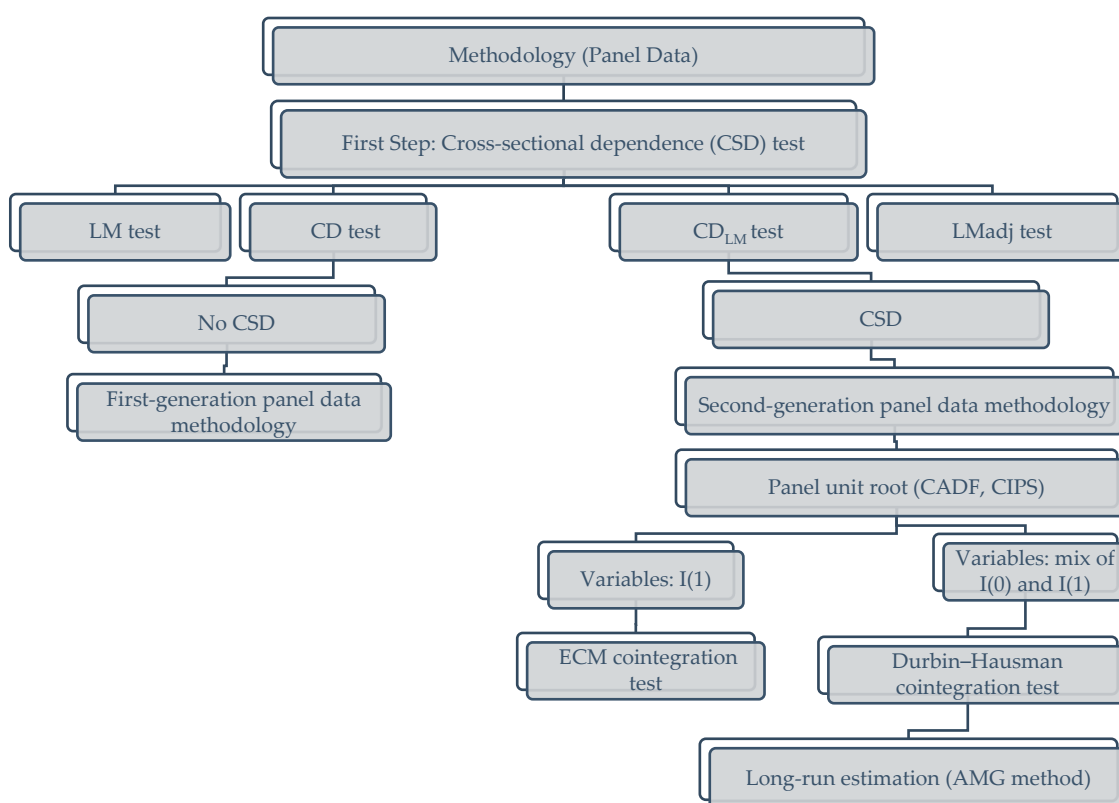 Methodology (Panel Data)
First Step: Cross-sectional dependence (CSD) test
LM test
CD test
CD_LM test
LMadj test
No CSD
CSD
First-generation panel data
methodology
Second-generation panel data methodology
Panel unit root (CADF, CIPS)
Variables: I(1)
Variables: mix of
I(0) and I(1)
ECM cointegration
test
Durbin–Hausman
cointegration test
Long-run estimation (AMG method)